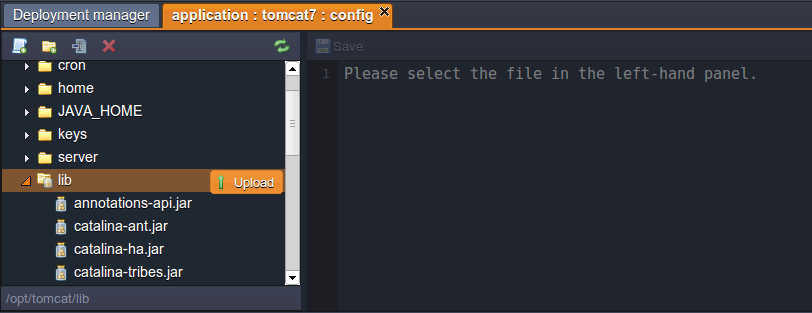 Deployment manager
application : tomcat7 : config
Save
cron
home
JAVA_HOME
keys
server
lib
Upload
annotations-api.jar
catalina-ant.jar
catalina-ha.jar
catalina-tribes.jar
/opt/tomcat/lib
1 Please select the file in the left-hand panel.